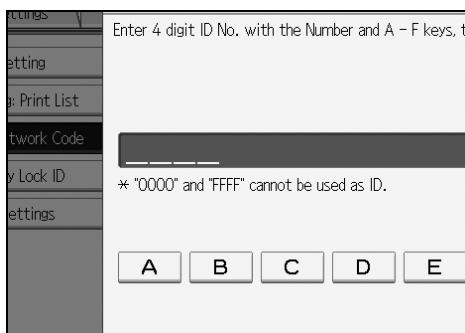 ettings
Enter 4 digit ID No. with the Number and A – F keys, t
etting
g: Print List
twork Code
y Lock ID
ettings
* "0000" and "FFFF" cannot be used as ID.
A B C D E